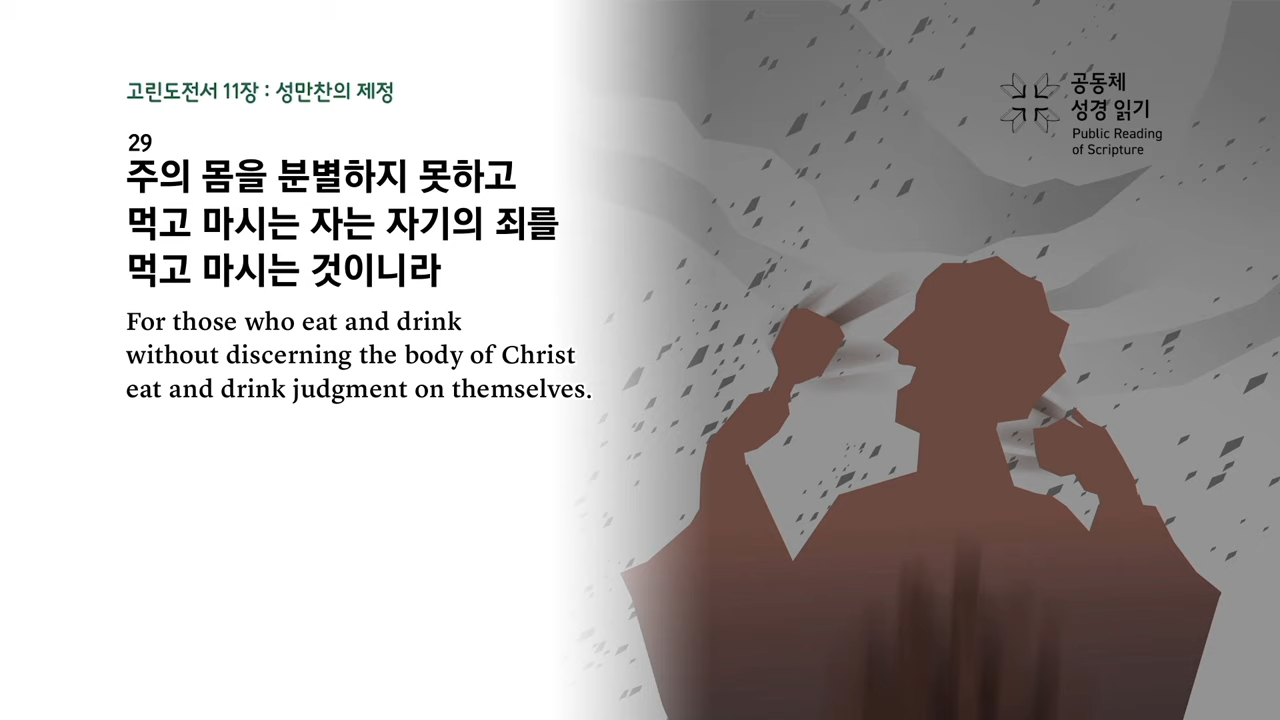 고린도전서 11장 : 성만찬의 제정
29
주의 몸을 분별하지 못하고
먹고 마시는 자는 자기의 죄를
먹고 마시는 것이니라
For those who eat and drink
without discerning the body of Christ
eat and drink judgment on themselves.
공동체
성경 읽기
Public Reading
of Scripture